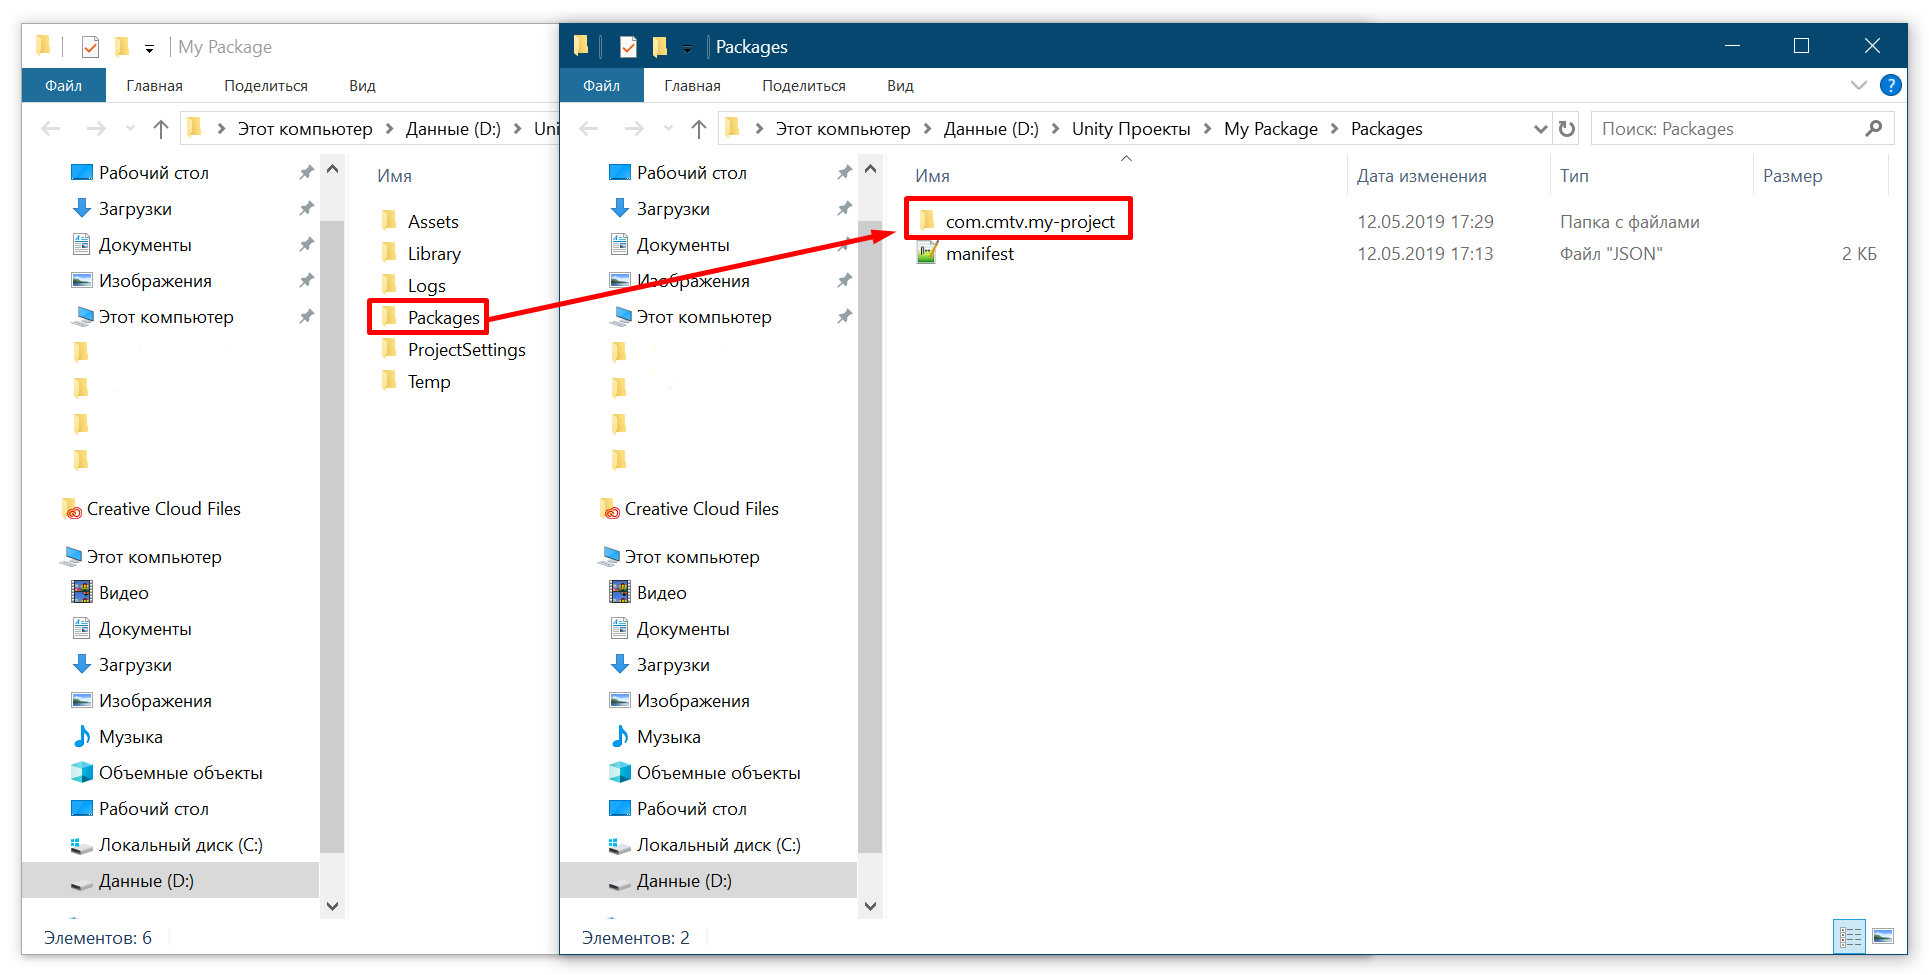 My Package
Файл Главная Поделиться Вид
Этот компьютер Данные (D:) Uni
Рабочий стол
Загрузки
Документы
Изображения
Этот компьютер
Creative Cloud Files
Этот компьютер
Видео
Документы
Загрузки
Изображения
Музыка
Объемные объекты
Рабочий стол
Локальный диск (C:)
Данные (D:)
Имя
Assets
Library
Logs
Packages
ProjectSettings
Temp
Элементов: 6
Packages
Файл Главная Поделиться Вид
?
Этот компьютер Данные (D:) Unity Проекты My Package Packages
Поиск: Packages
Рабочий стол
Загрузки
Документы
Изображения
Этот компьютер
Creative Cloud Files
Этот компьютер
Видео
Документы
Загрузки
Изображения
Музыка
Объемные объекты
Рабочий стол
Локальный диск (C:)
Данные (D:)
Имя Дата изменения Тип Размер
com.cmtv.my-project 12.05.2019 17:29 Папка с файлами
manifest 12.05.2019 17:13 Файл "JSON" 2 КБ
Элементов: 2